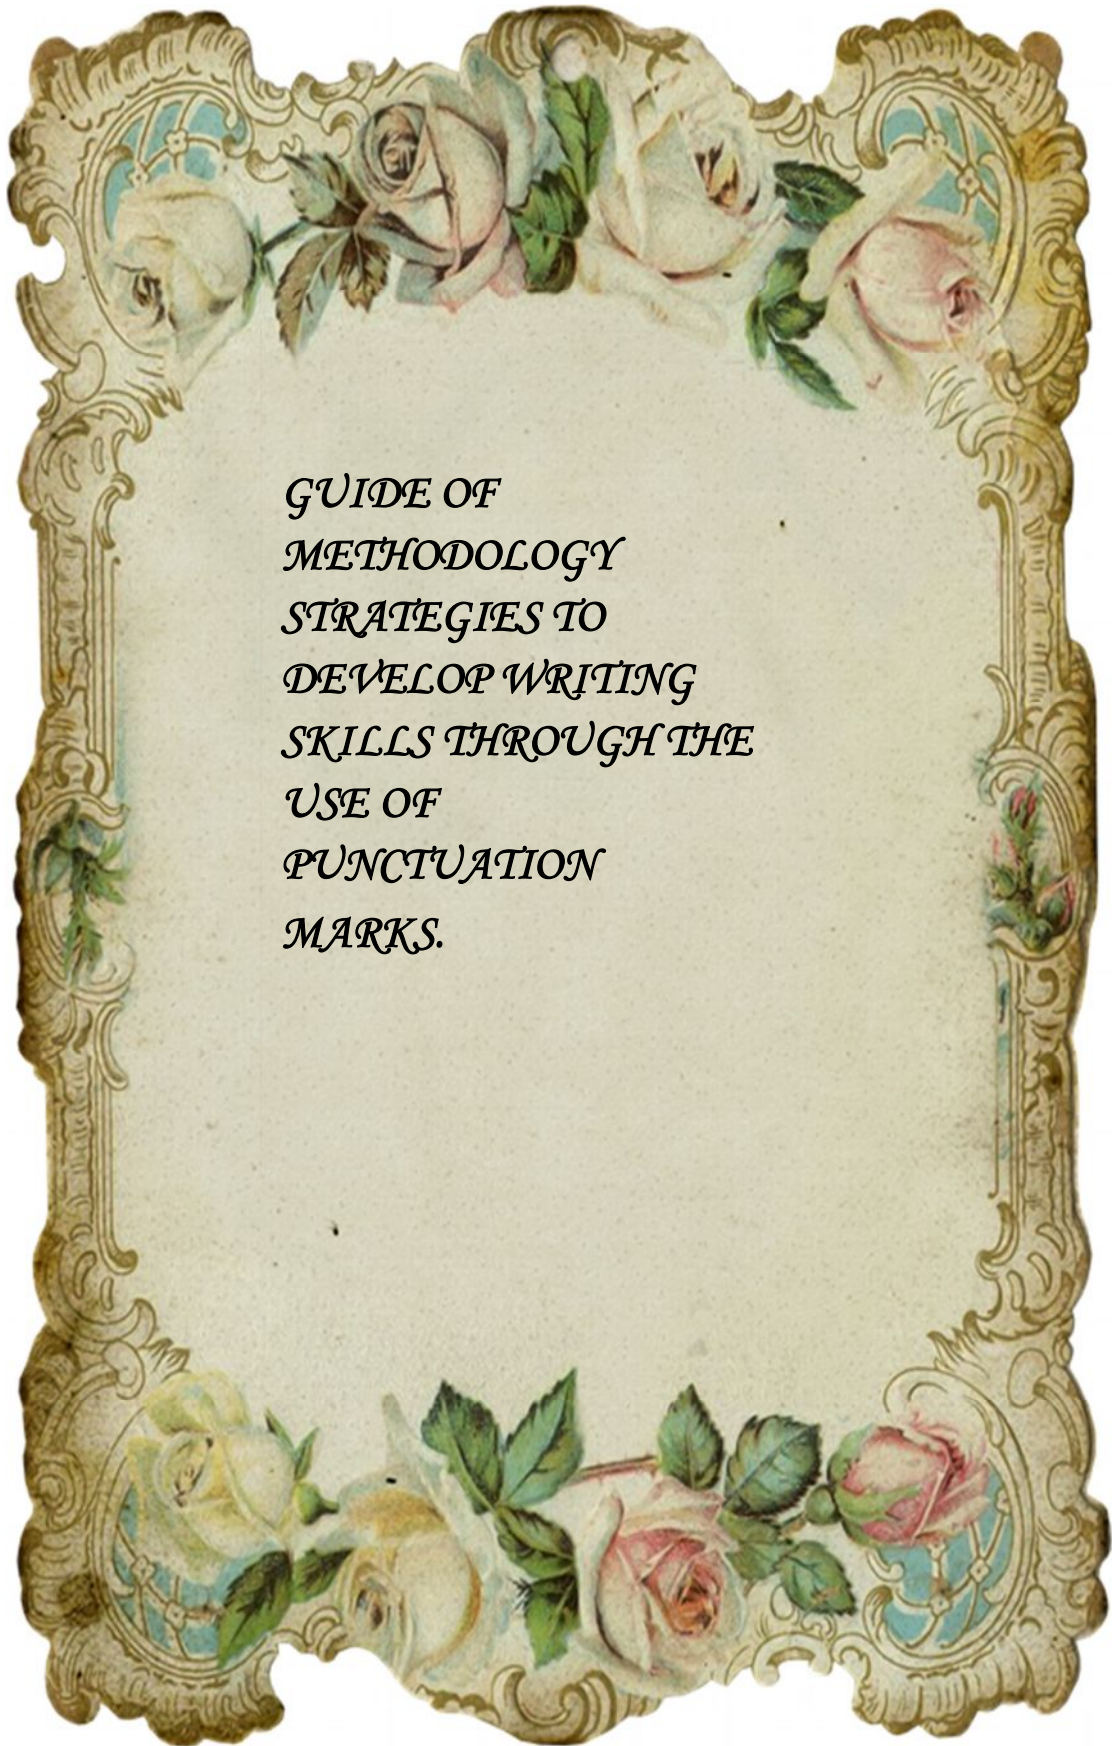 GUIDE OF
METHODOLOGY
STRATEGIES TO
DEVELOP WRITING
SKILLS THROUGH THE
USE OF
PUNCTUATION
MARKS.